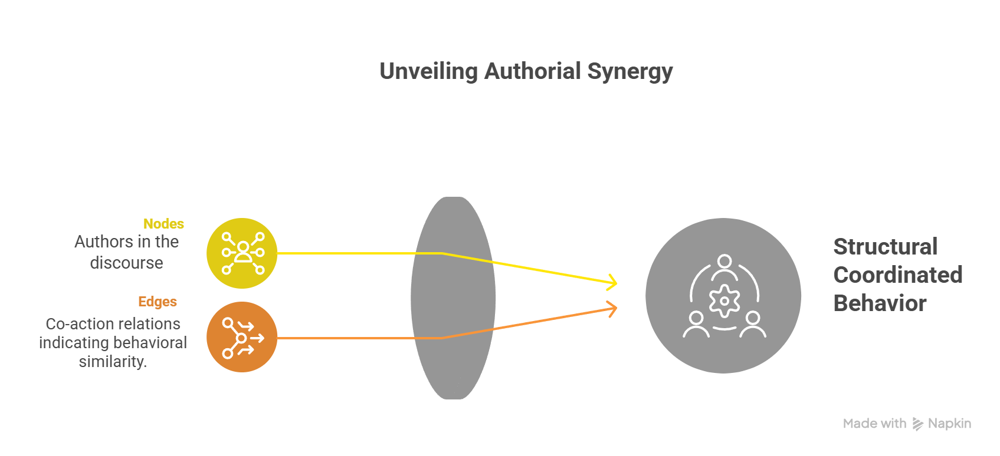 Unveiling Authorial Synergy
Nodes
Authors in the
discourse
Edges
Co-action relations
indicating behavioral
similarity.
Structural
Coordinated
Behavior
Made with Napkin